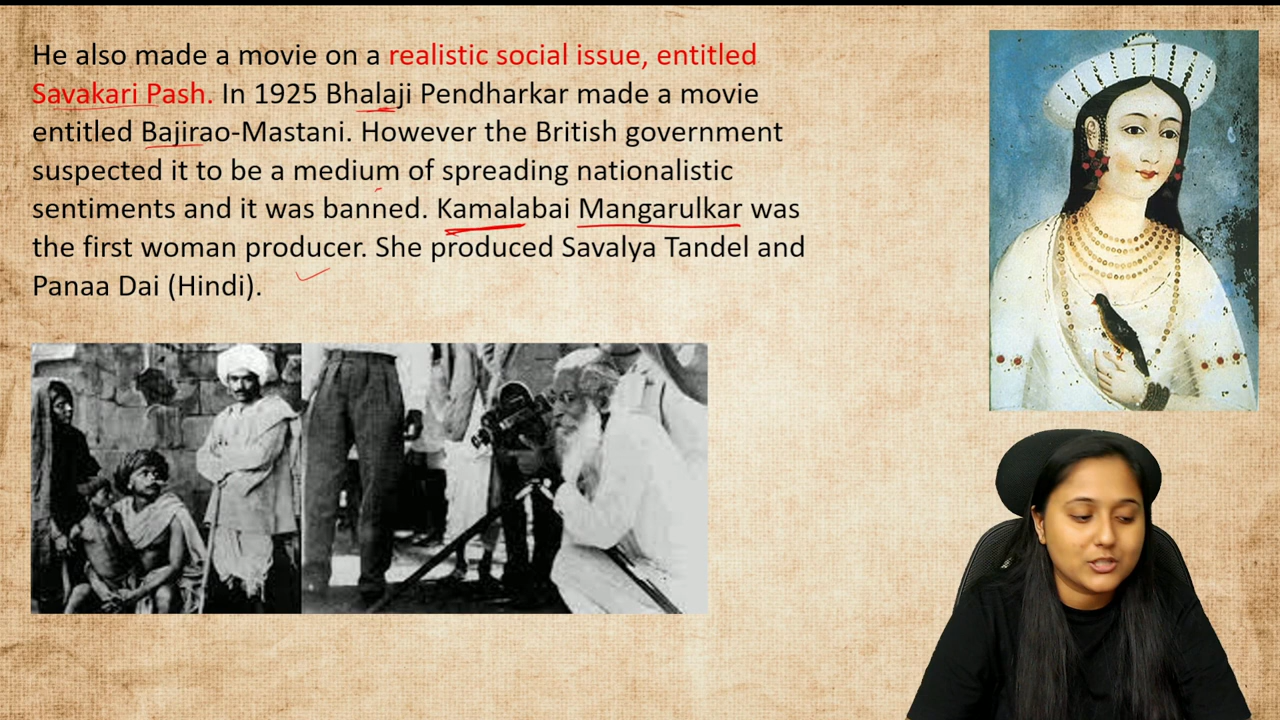 He also made a movie on a realistic social issue, entitled
Savakari Pash. In 1925 Bhalaji Pendharkar made a movie
entitled Bajirao-Mastani. However the British government
suspected it to be a medium of spreading nationalistic
sentiments and it was banned. Kamalabai Mangarulkar was
the first woman producer. She produced Savalya Tandel and
Panaa Dai (Hindi).